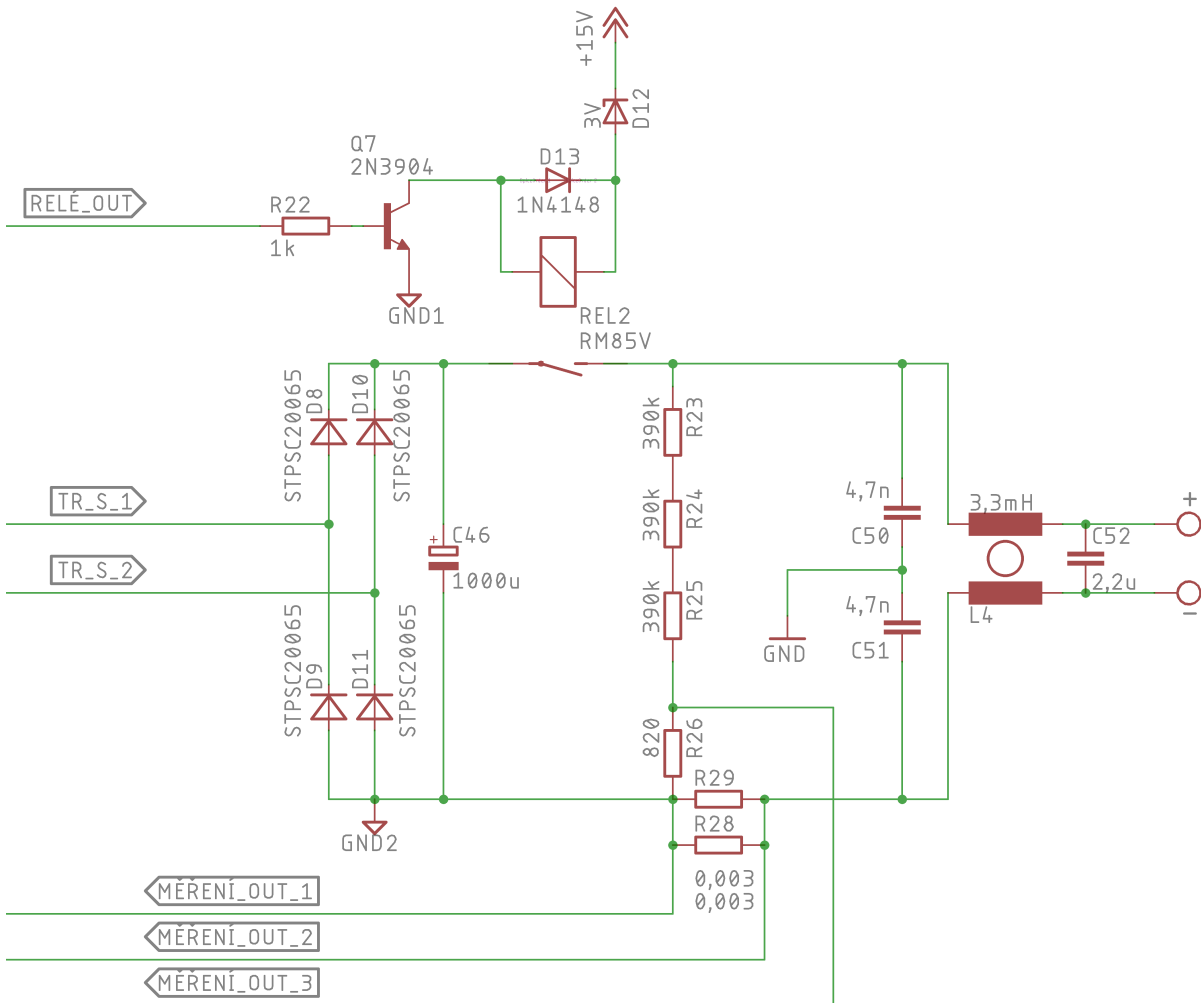 +15V
3V
D12
Q7
2N3904
D13
1N4148
RELÉ_OUT
R22
1k
GND1
REL2
RM85V
STPSC20065
D8
D10
STPSC20065
390k
R23
TR_S_1
390k
R24
4,7n
C50
3,3mH
+
C52
2,2u
TR_S_2
+
C46
1000u
390k
R25
4,7n
C51
L4
−
GND
STPSC20065
D9
D11
STPSC20065
820
R26
R29
R28
0,003
0,003
GND2
MĚŘENÍ_OUT_1
MĚŘENÍ_OUT_2
MĚŘENÍ_OUT_3